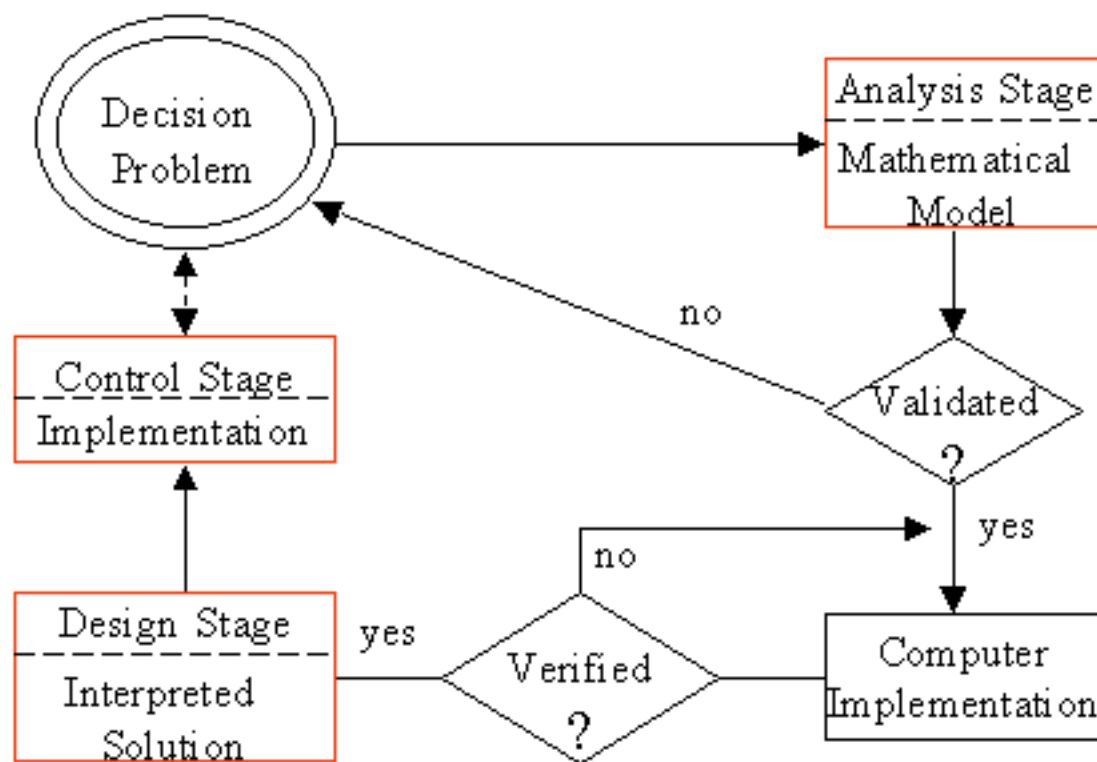 Decision
Problem
Analysis Stage
Mathematical
Model
no
Validated
?
yes
Control Stage
Implementation
no
Design Stage
Interpreted
Solution
yes
Verified
?
Computer
Implementation